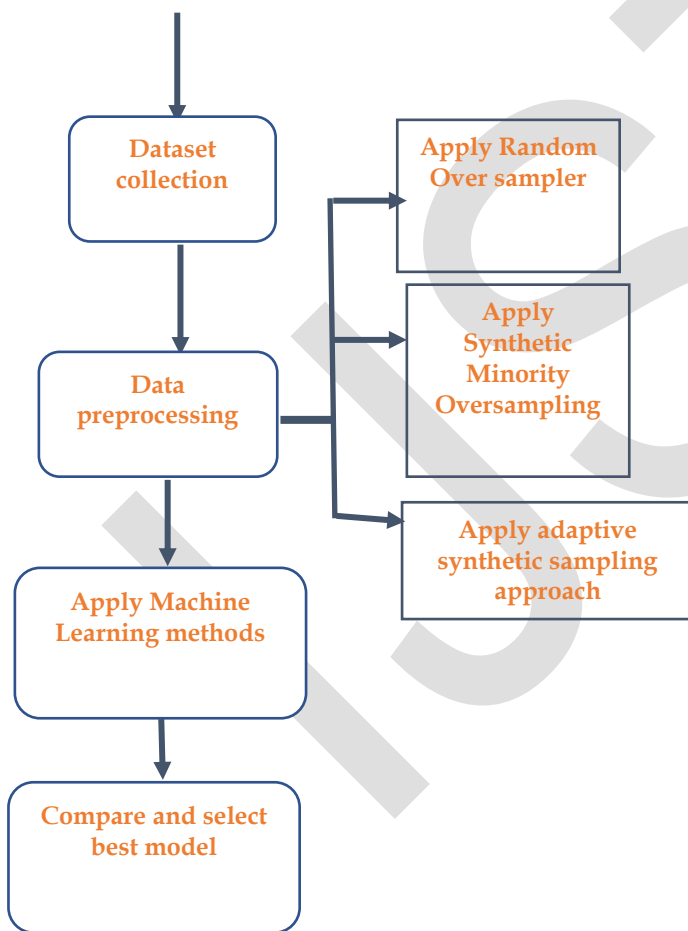 Dataset
collection
Apply Random
Over sampler
Apply
Synthetic
Minority
Oversampling
Data
preprocessing
Apply adaptive
synthetic sampling
approach
Apply Machine
Learning methods
Compare and select
best model